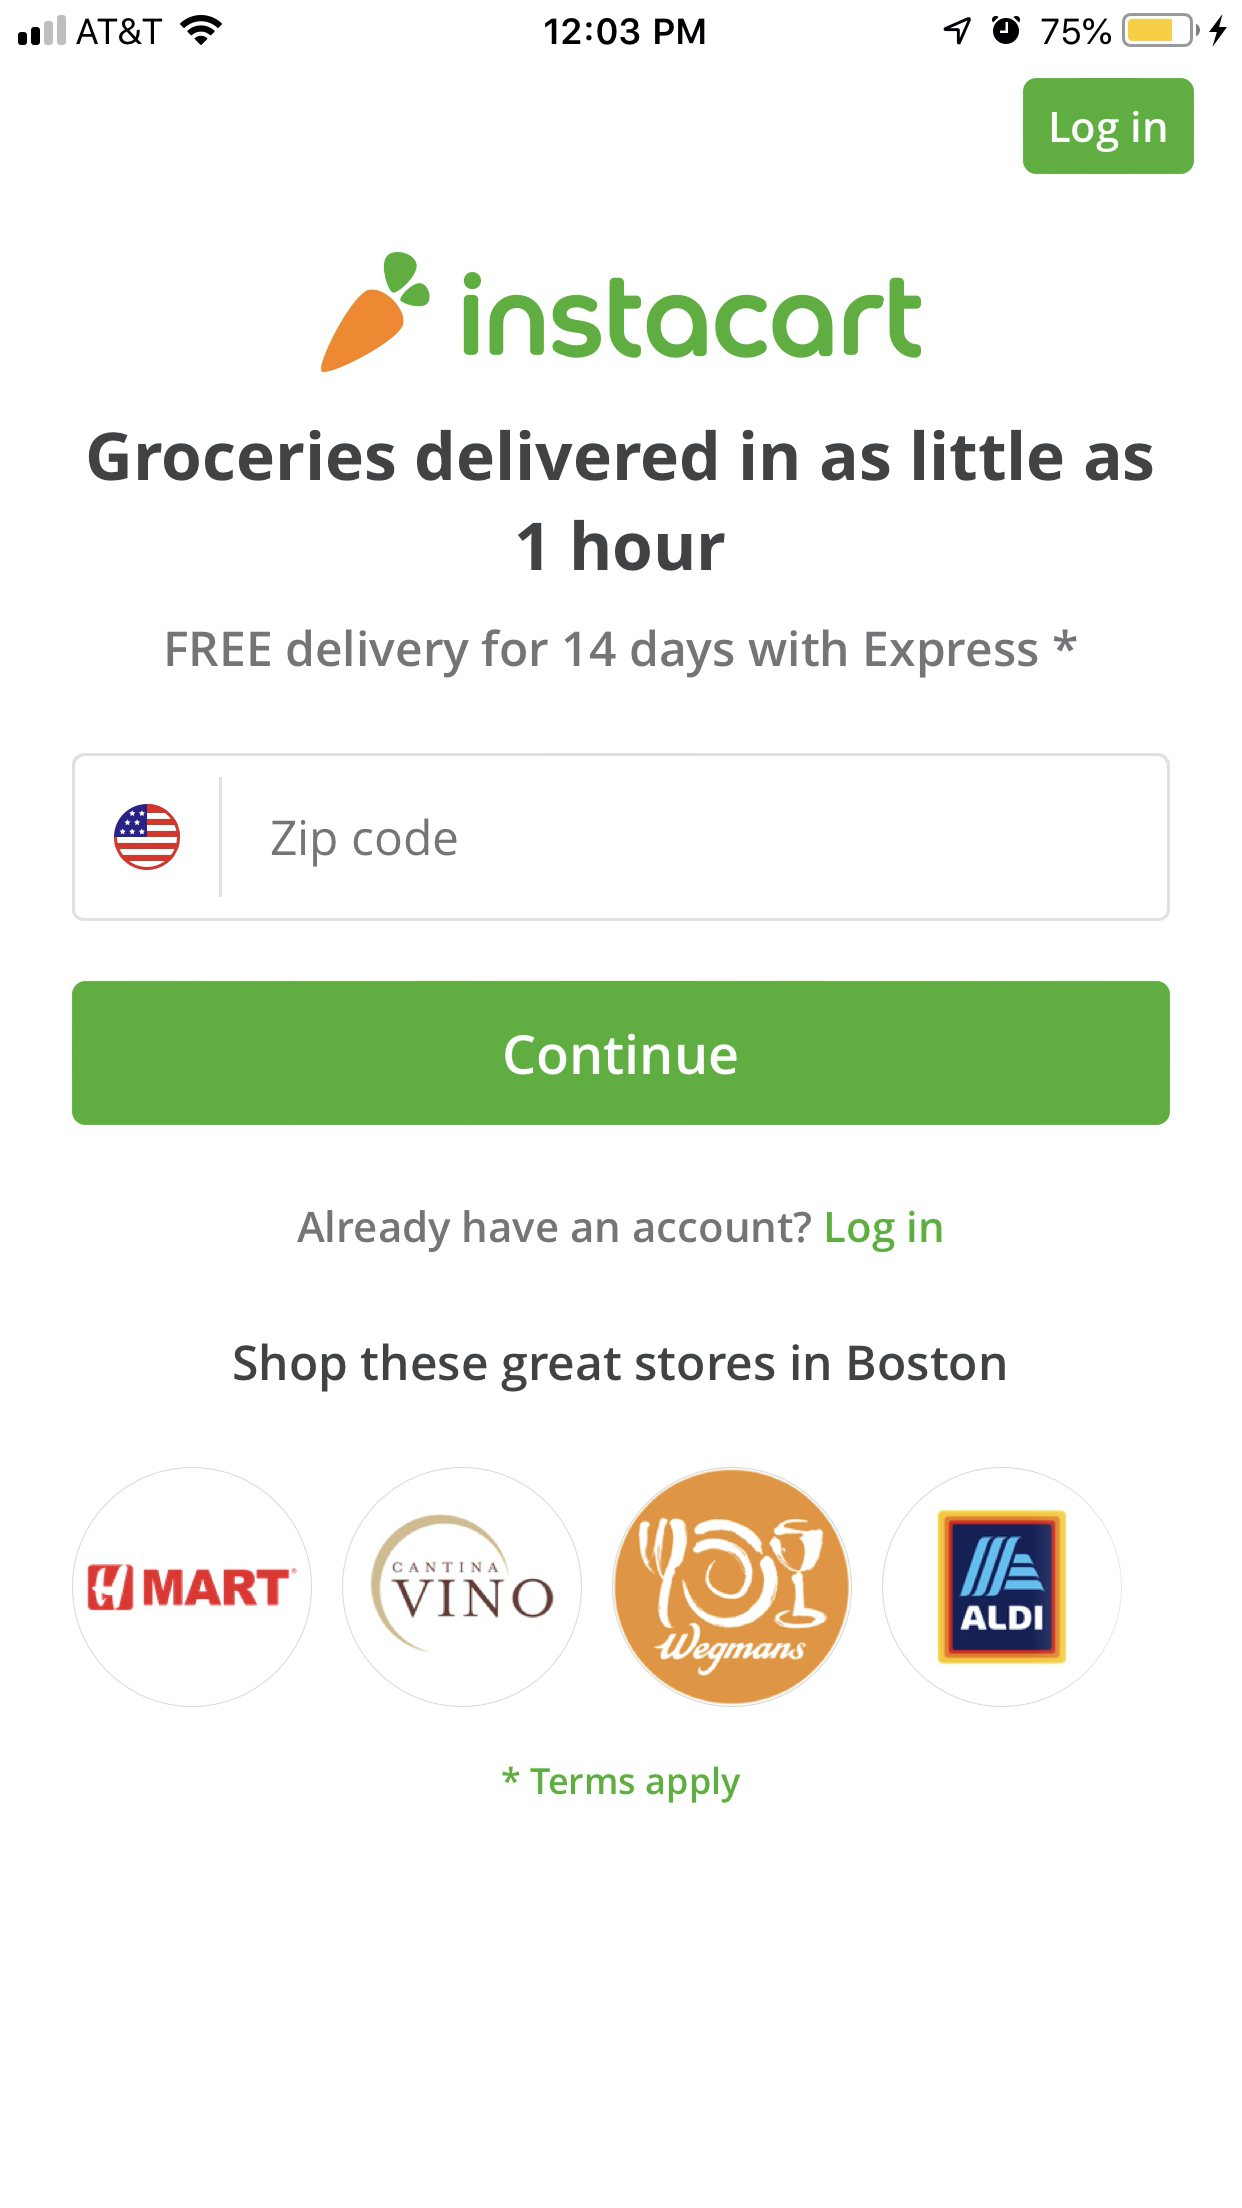 AT&T 12:03 PM 75%
Log in
instacart
Groceries delivered in as little as
1 hour
FREE delivery for 14 days with Express *
Zip code
Continue
Already have an account? Log in
Shop these great stores in Boston
H MART
CANTINA
VINO
Wegmans
ALDI
* Terms apply